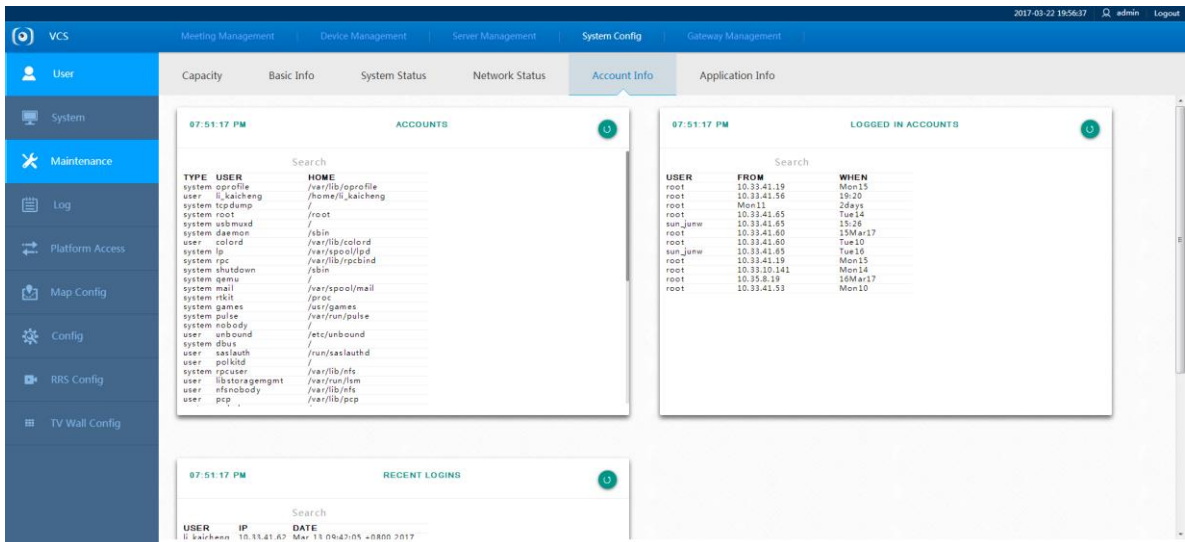 2017-03-22 19:56:37 admin Logout
VCS Meeting Management Device Management Server Management System Config Gateway Management
User
System
Maintenance
Log
Platform Access
Map Config
Config
RRS Config
TV Wall Config
Capacity Basic Info System Status Network Status Account Info Application Info
07:51:17 PM ACCOUNTS
Search
TYPE USER HOME
system oprofile /var/lib/oprofile
user li_kaicheng /home/li_kaicheng
system tcpdump /
system root /root
system usbmuxd /
system daemon /sbin
user colord /var/lib/colord
system lp /var/spool/lpd
system rpc /var/lib/rpcbind
system shutdown /sbin
system qemu /
system mail /var/spool/mail
system rtkit /proc
system games /usr/games
system pulse /var/run/pulse
system nobody /
user unbound /etc/unbound
system dbus /
user saslauth /run/saslauthd
user polkitd /
system rpcuser /var/lib/nfs
user libstoragemgmt /var/run/lsm
user nfsnobody /var/lib/nfs
user pcp /var/lib/pcp
07:51:17 PM LOGGED IN ACCOUNTS
Search
USER FROM WHEN
root 10.33.41.19 Mon15
root 10.33.41.56 19:20
root Mon11 2days
root 10.33.41.65 Tue14
sun_junw 10.33.41.65 15:26
root 10.33.41.60 15Mar17
root 10.33.41.60 Tue10
sun_junw 10.33.41.65 Tue16
root 10.33.41.19 Mon15
root 10.33.10.141 Mon14
root 10.35.8.19 16Mar17
root 10.33.41.53 Mon10
07:51:17 PM RECENT LOGINS
Search
USER IP DATE
li_kaicheng 10.33.41.62 Mar 13 09:42:05 +0800 2017